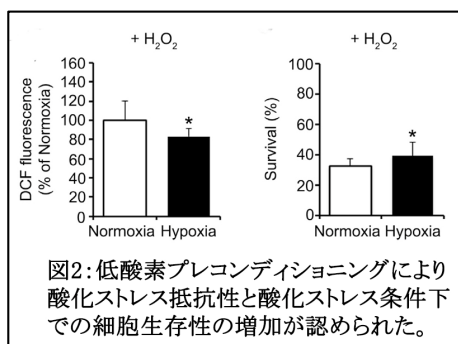 + H₂O₂
DCF fluorescence
(% of Normoxia)
160
140
120
100
80
60
40
20
0
*
Normoxia Hypoxia
+ H₂O₂
Survival (%)
100
80
60
40
20
0
*
Normoxia Hypoxia
図2:低酸素プレコンディショニングにより
酸化ストレス抵抗性と酸化ストレス条件下
での細胞生存性の増加が認められた。